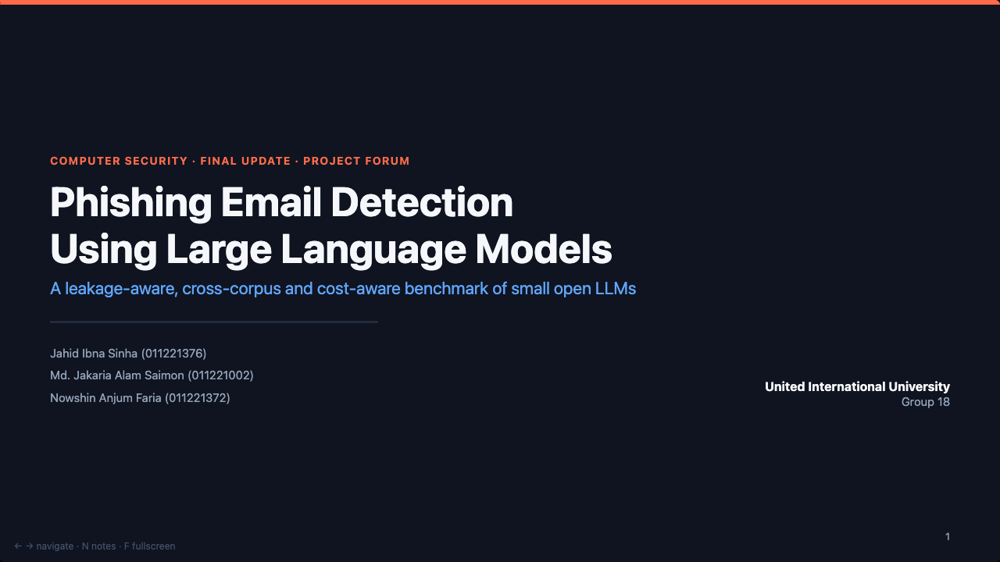 COMPUTER SECURITY · FINAL UPDATE · PROJECT FORUM
Phishing Email Detection
Using Large Language Models
A leakage-aware, cross-corpus and cost-aware benchmark of small open LLMs
Jahid Ibna Sinha (011221376)
Md. Jakaria Alam Saimon (011221002)
Nowshin Anjum Faria (011221372)
United International University
Group 18
← → navigate · N notes · F fullscreen
1